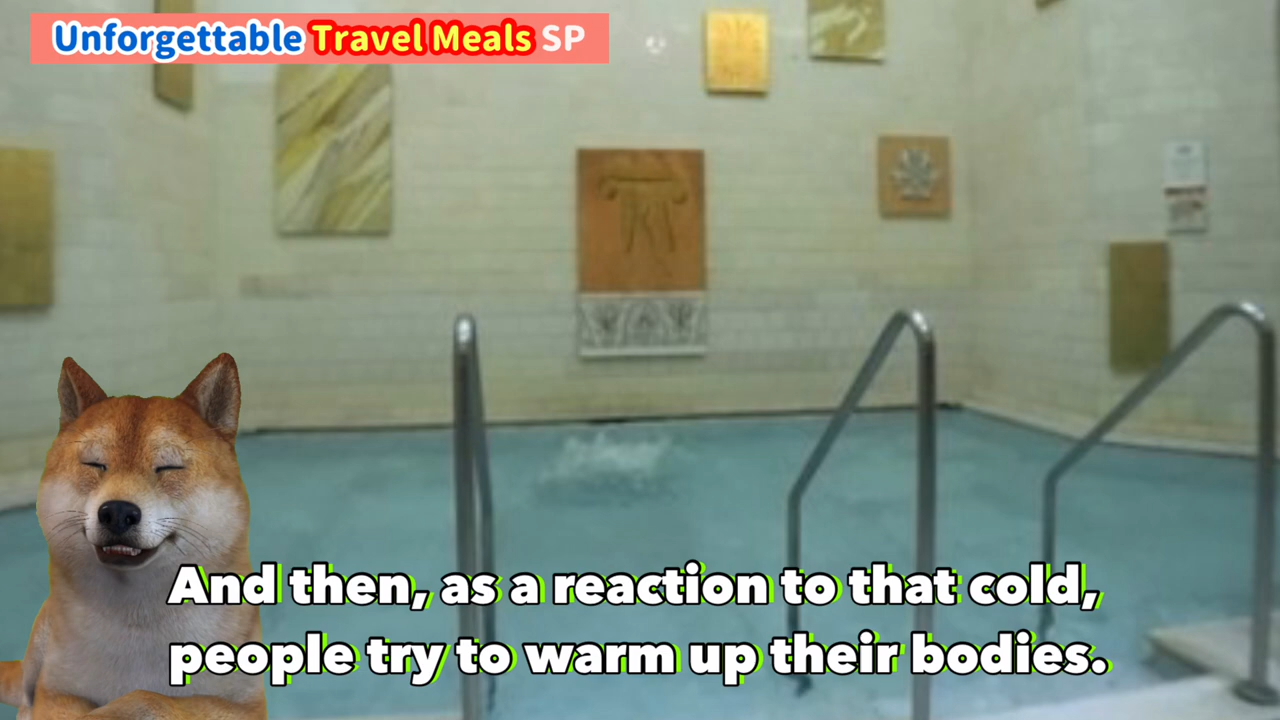 Unforgettable Travel Meals SP
And then, as a reaction to that cold,
people try to warm up their bodies.